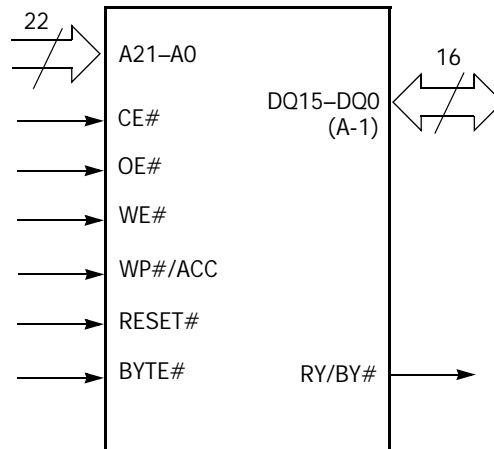 22
A21–A0
16
DQ15–DQ0
(A-1)
CE#
OE#
WE#
WP#/ACC
RESET#
BYTE#
RY/BY#